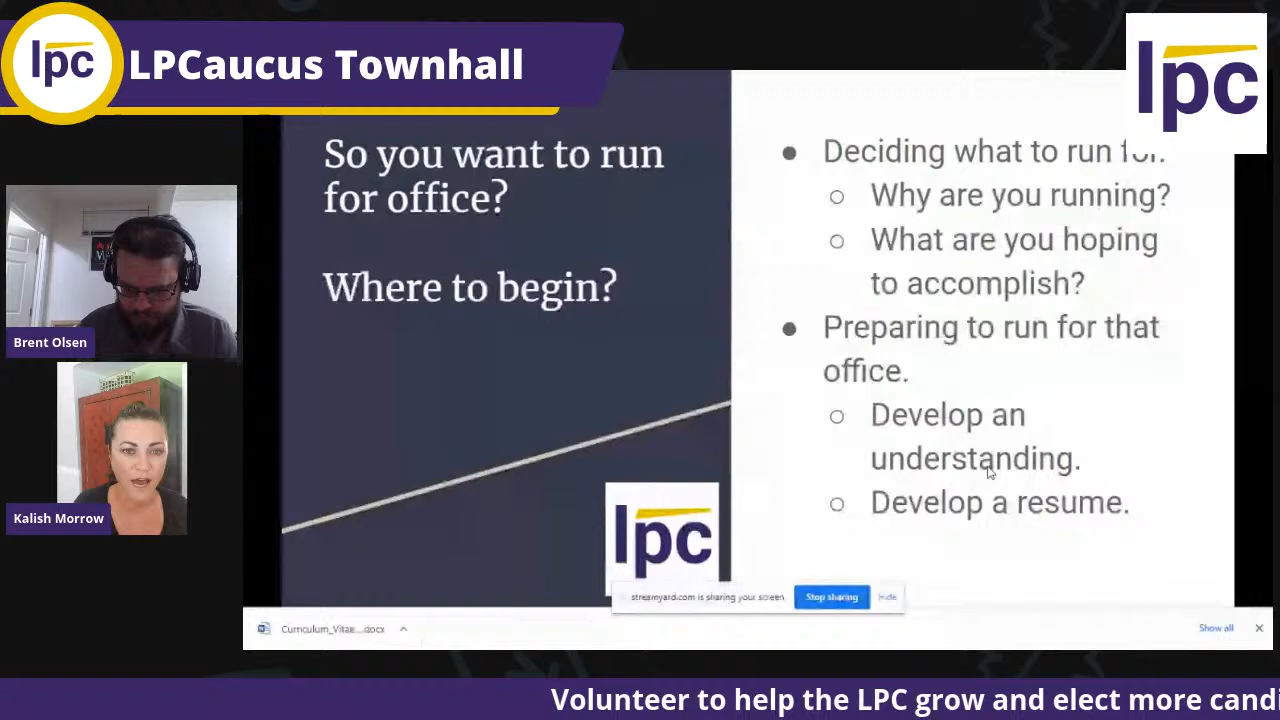 lpc
LPCaucus Townhall
lpc
So you want to run
for office?
Where to begin?
Deciding what to run for.
Why are you running?
What are you hoping
to accomplish?
Preparing to run for that
office.
Develop an
understanding.
Develop a resume.
lpc
Brent Olsen
Kalish Morrow
streamyard.com is sharing your screen
Stop sharing
Hide
Curriculum_Vitae....docx
Show all
Volunteer to help the LPC grow and elect more candi